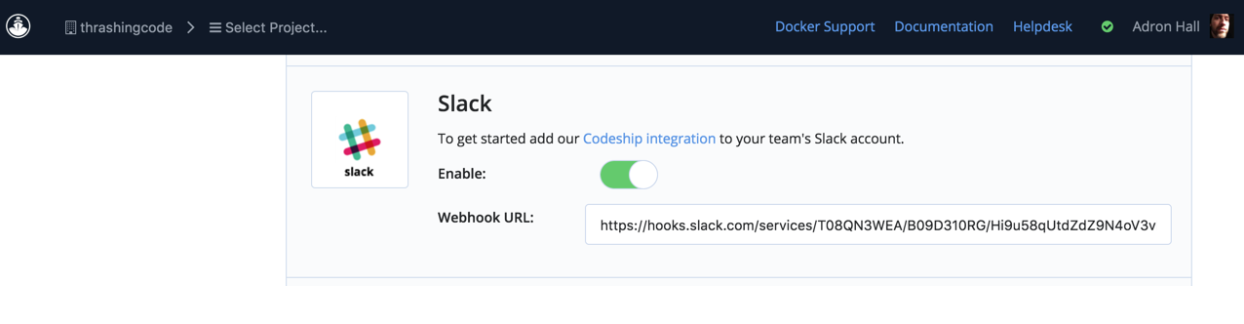 thrashingcode > Select Project... Docker Support Documentation Helpdesk Adron Hall
Slack
To get started add our Codeship integration to your team's Slack account.
slack
Enable:
Webhook URL: https://hooks.slack.com/services/T08QN3WEA/B09D310RG/Hi9u58qUtdZdZ9N4oV3v